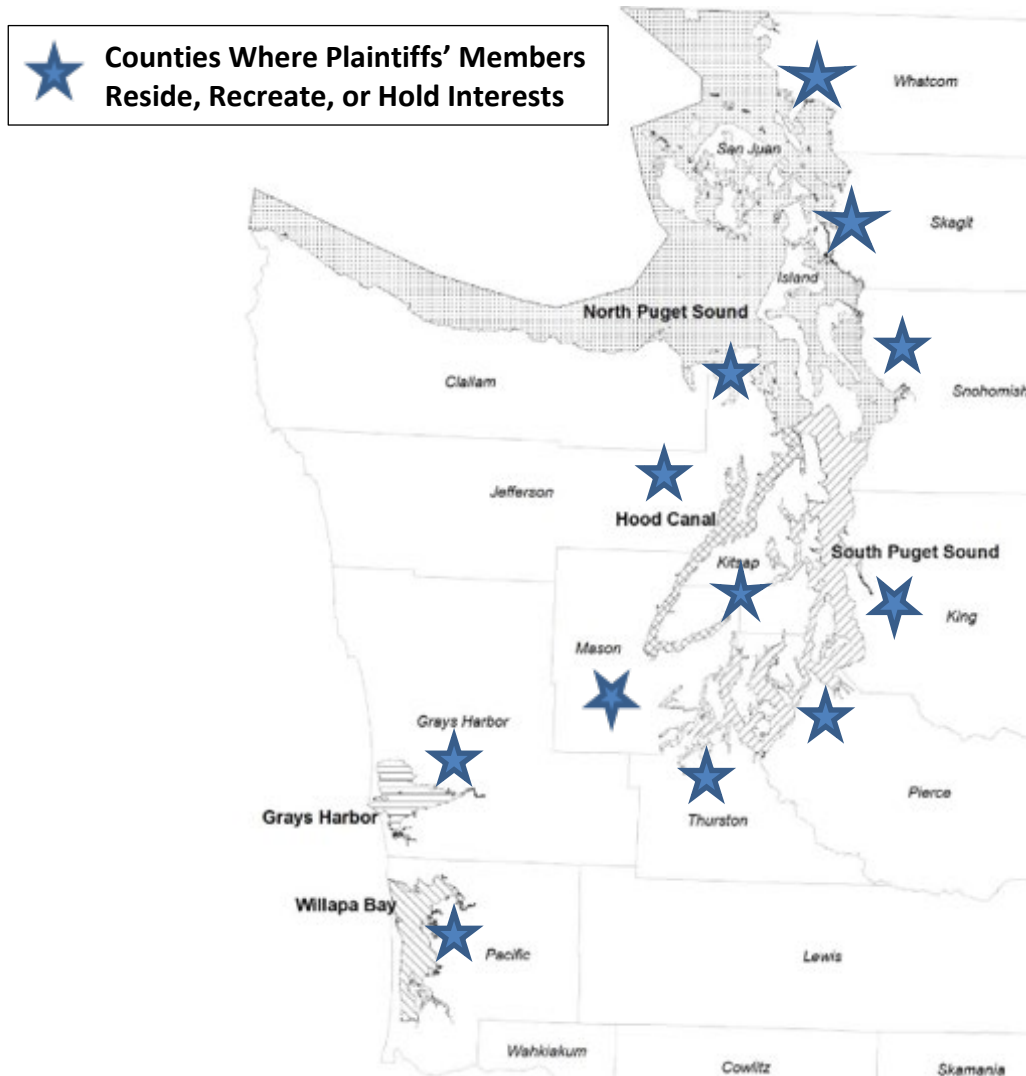 Counties Where Plaintiffs’ Members
Reside, Recreate, or Hold Interests
Whatcom
San Juan
Skagit
Island
North Puget Sound
Clallam
Snohomish
Jefferson
Hood Canal
South Puget Sound
Kitsap
King
Mason
Grays Harbor
Pierce
Grays Harbor
Thurston
Willapa Bay
Pacific
Lewis
Wahkiakum
Cowlitz
Skamania